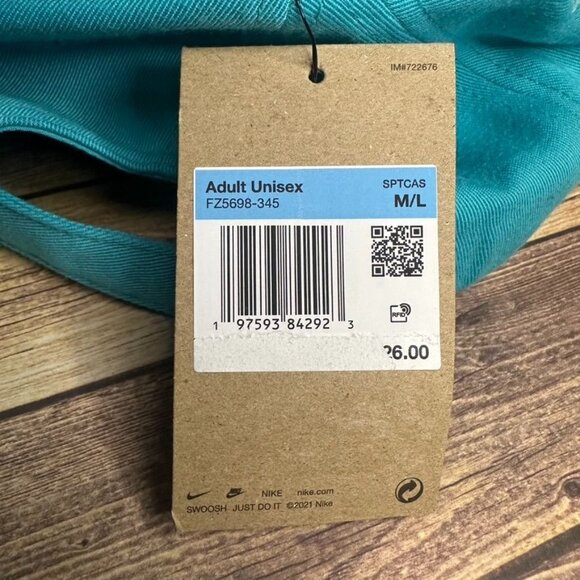 IM#722676
Adult Unisex SPTCAS
FZ5698-345 M/L
1 97593 84292 3
RFID
26.00
NIKE nike.com
SWOOSH JUST DO IT ©2021 Nike